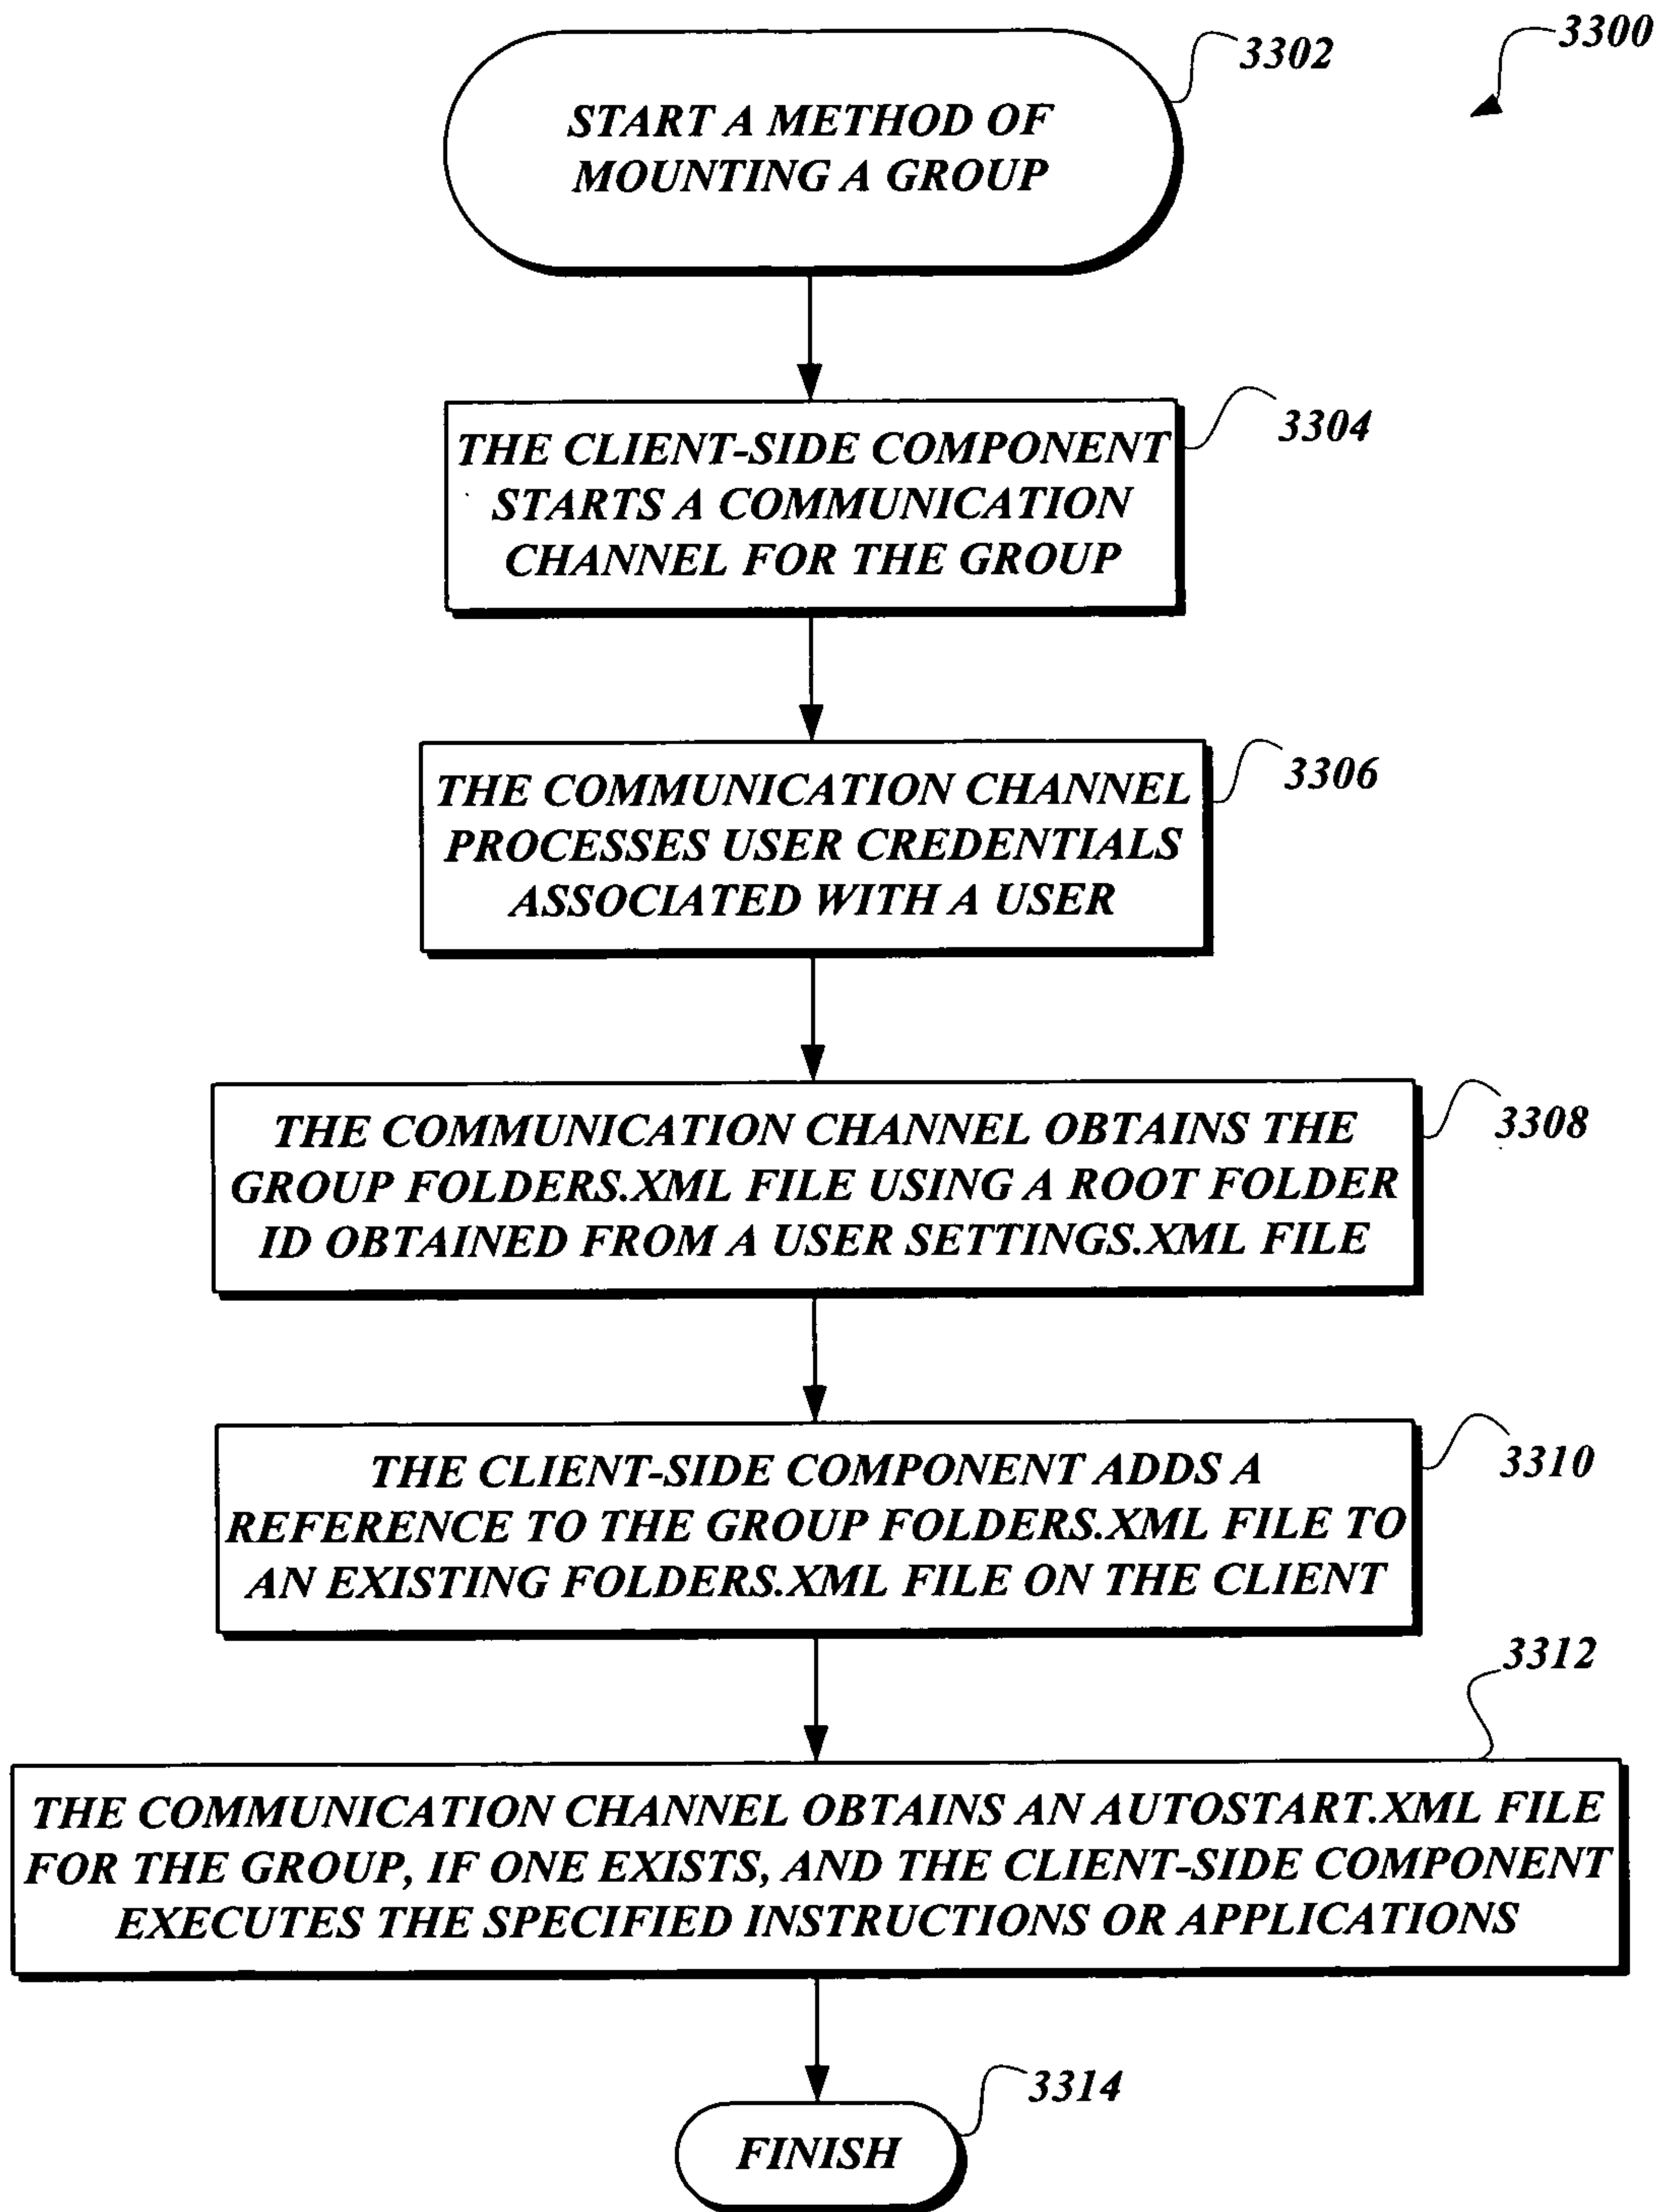 3300
3302
START A METHOD OF
MOUNTING A GROUP
3304
THE CLIENT-SIDE COMPONENT
STARTS A COMMUNICATION
CHANNEL FOR THE GROUP
3306
THE COMMUNICATION CHANNEL
PROCESSES USER CREDENTIALS
ASSOCIATED WITH A USER
3308
THE COMMUNICATION CHANNEL OBTAINS THE
GROUP FOLDERS.XML FILE USING A ROOT FOLDER
ID OBTAINED FROM A USER SETTINGS.XML FILE
3310
THE CLIENT-SIDE COMPONENT ADDS A
REFERENCE TO THE GROUP FOLDERS.XML FILE TO
AN EXISTING FOLDERS.XML FILE ON THE CLIENT
3312
THE COMMUNICATION CHANNEL OBTAINS AN AUTOSTART.XML FILE
FOR THE GROUP, IF ONE EXISTS, AND THE CLIENT-SIDE COMPONENT
EXECUTES THE SPECIFIED INSTRUCTIONS OR APPLICATIONS
3314
FINISH